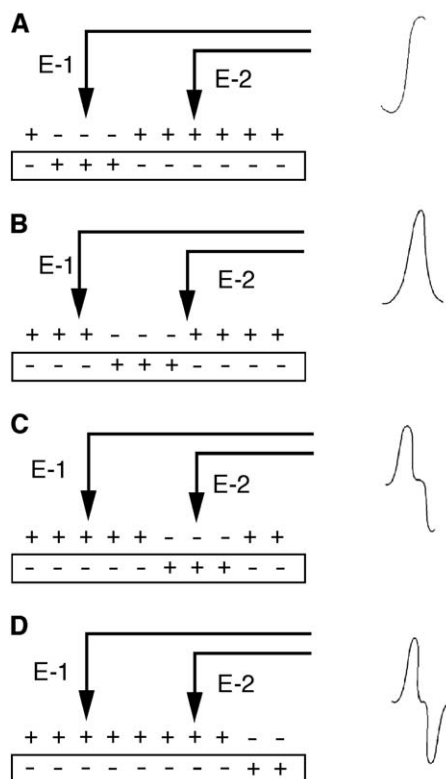 A
E-1
E-2
+ - - - + + + + + +
- + + + - - - - - -
B
E-1
E-2
+ + + - - - + + + +
- - - + + + - - - -
C
E-1
E-2
+ + + + + - - - + +
- - - - - + + + - -
D
E-1
E-2
+ + + + + + + + - -
- - - - - - - - + +